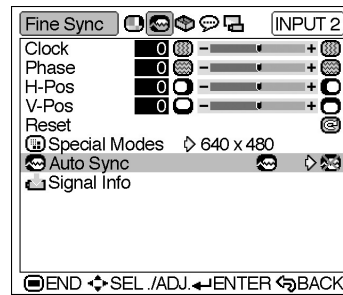 Fine Sync INPUT 2
Clock 0 - +
Phase 0 - +
H-Pos 0 - +
V-Pos 0 - +
Reset
Special Modes 640 x 480
Auto Sync
Signal Info
END SEL ./ADJ. ENTER BACK